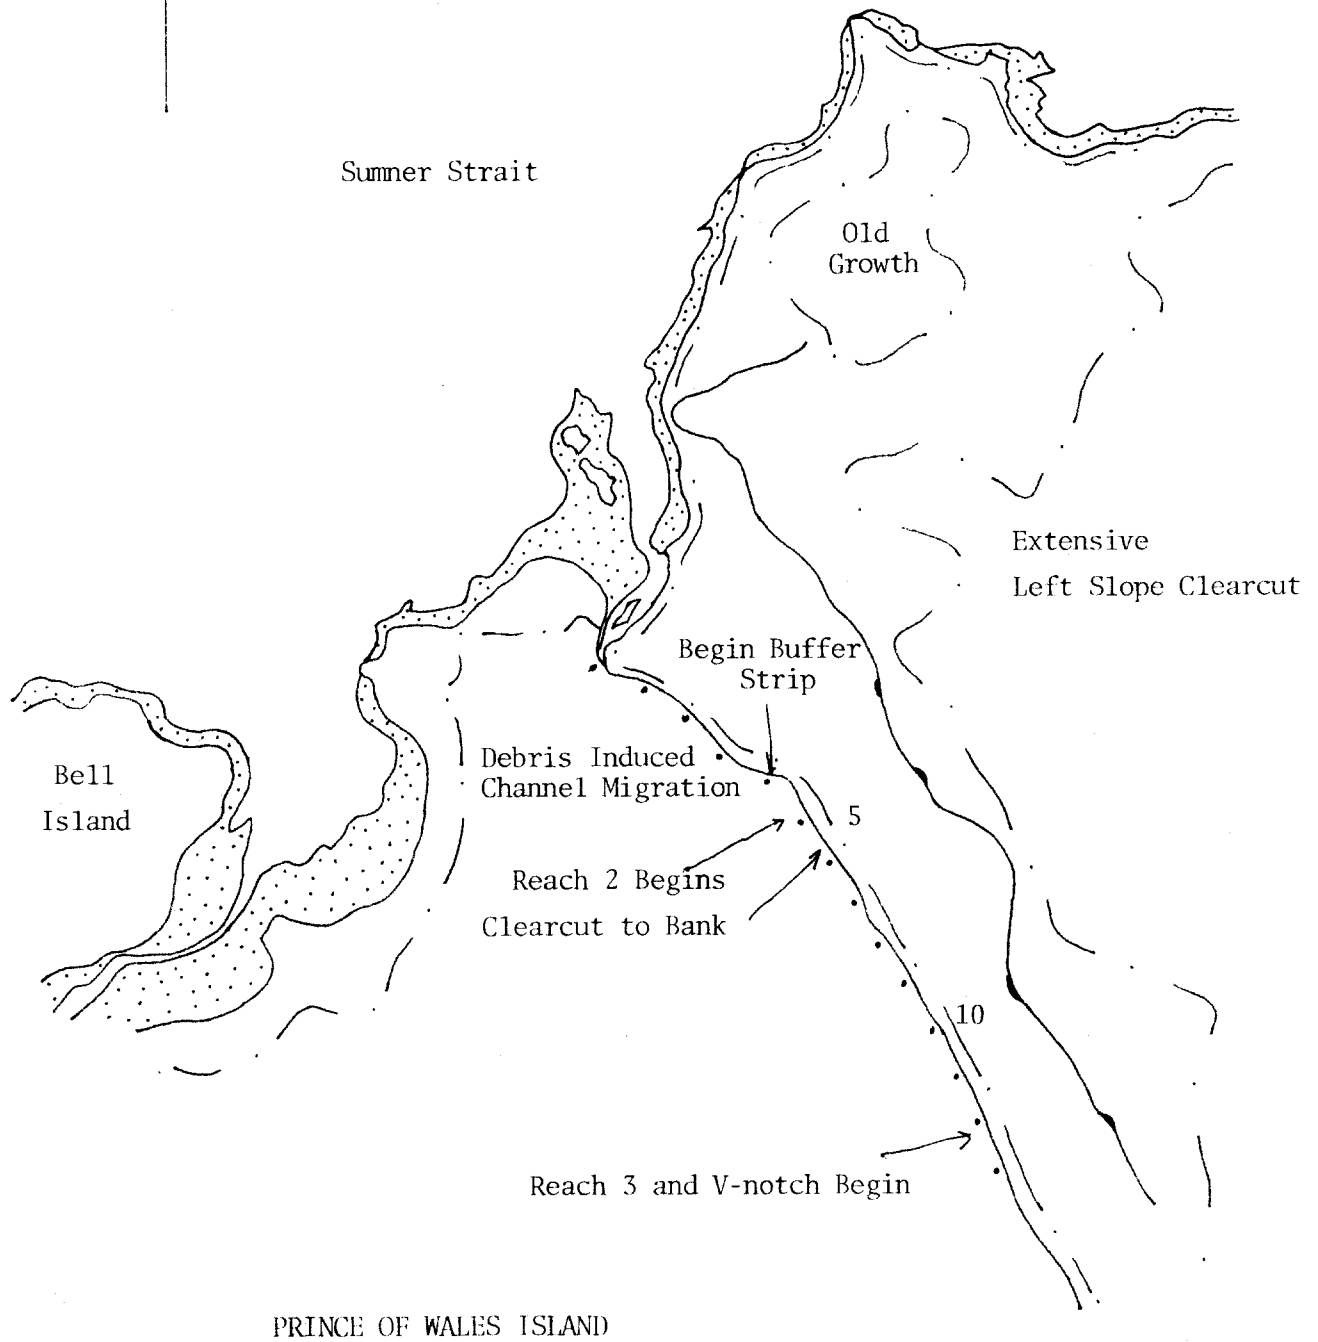 Sumner Strait
Old
Growth
Extensive
Left Slope Clearcut
Begin Buffer
Strip
Debris Induced
Channel Migration
Bell
Island
5
Reach 2 Begins
Clearcut to Bank
10
Reach 3 and V-notch Begin
PRINCE OF WALES ISLAND